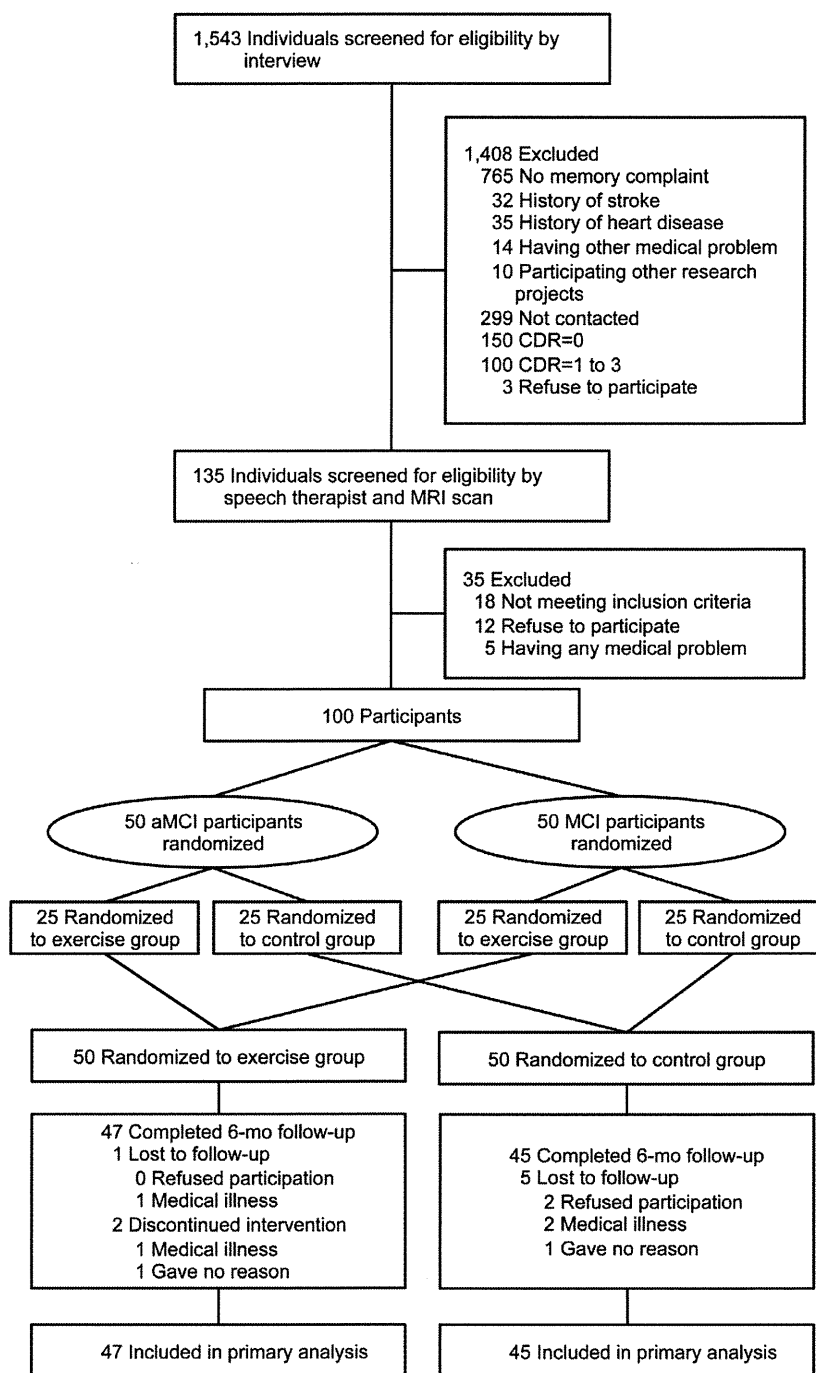 1,543 Individuals screened for eligibility by
interview
1,408 Excluded
765 No memory complaint
32 History of stroke
35 History of heart disease
14 Having other medical problem
10 Participating other research
projects
299 Not contacted
150 CDR=0
100 CDR=1 to 3
3 Refuse to participate
135 Individuals screened for eligibility by
speech therapist and MRI scan
35 Excluded
18 Not meeting inclusion criteria
12 Refuse to participate
5 Having any medical problem
100 Participants
50 aMCI participants
randomized
50 MCI participants
randomized
25 Randomized
to exercise group
25 Randomized
to control group
25 Randomized
to exercise group
25 Randomized
to control group
50 Randomized to exercise group
50 Randomized to control group
47 Completed 6-mo follow-up
1 Lost to follow-up
0 Refused participation
1 Medical illness
2 Discontinued intervention
1 Medical illness
1 Gave no reason
45 Completed 6-mo follow-up
5 Lost to follow-up
2 Refused participation
2 Medical illness
1 Gave no reason
47 Included in primary analysis
45 Included in primary analysis